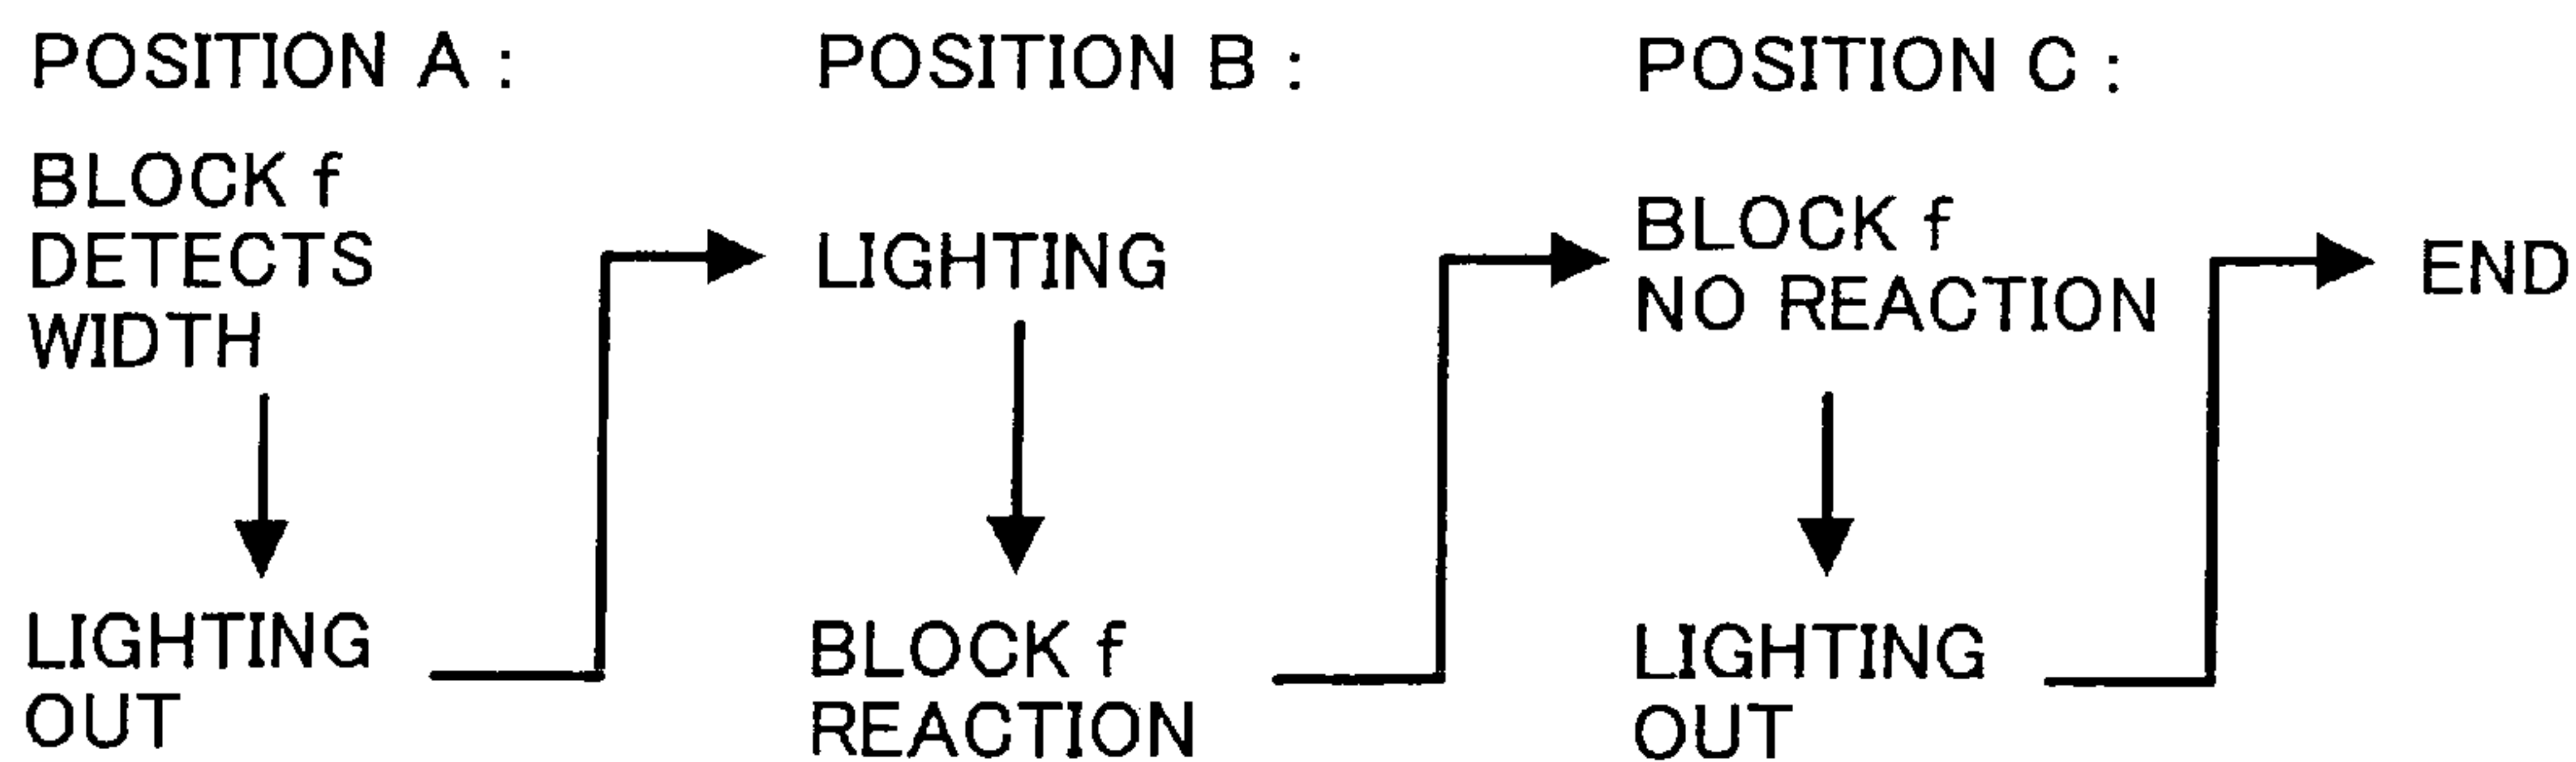 POSITION A :
BLOCK f
DETECTS
WIDTH
LIGHTING
OUT
POSITION B :
LIGHTING
BLOCK f
REACTION
POSITION C :
BLOCK f
NO REACTION
LIGHTING
OUT
END